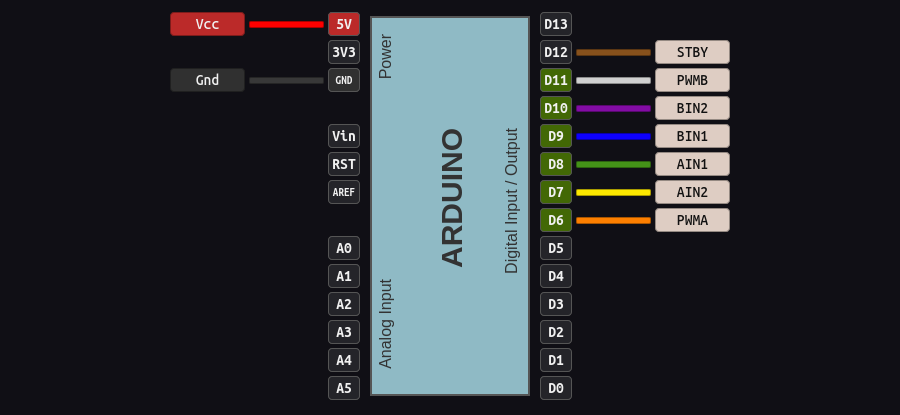 Vcc 5V D13
3V3 D12 STBY
Gnd GND D11 PWMB
D10 BIN2
Vin D9 BIN1
RST D8 AIN1
AREF D7 AIN2
D6 PWMA
A0 D5
A1 D4
A2 D3
A3 D2
A4 D1
A5 D0
Power
Analog Input
ARDUINO
Digital Input / Output